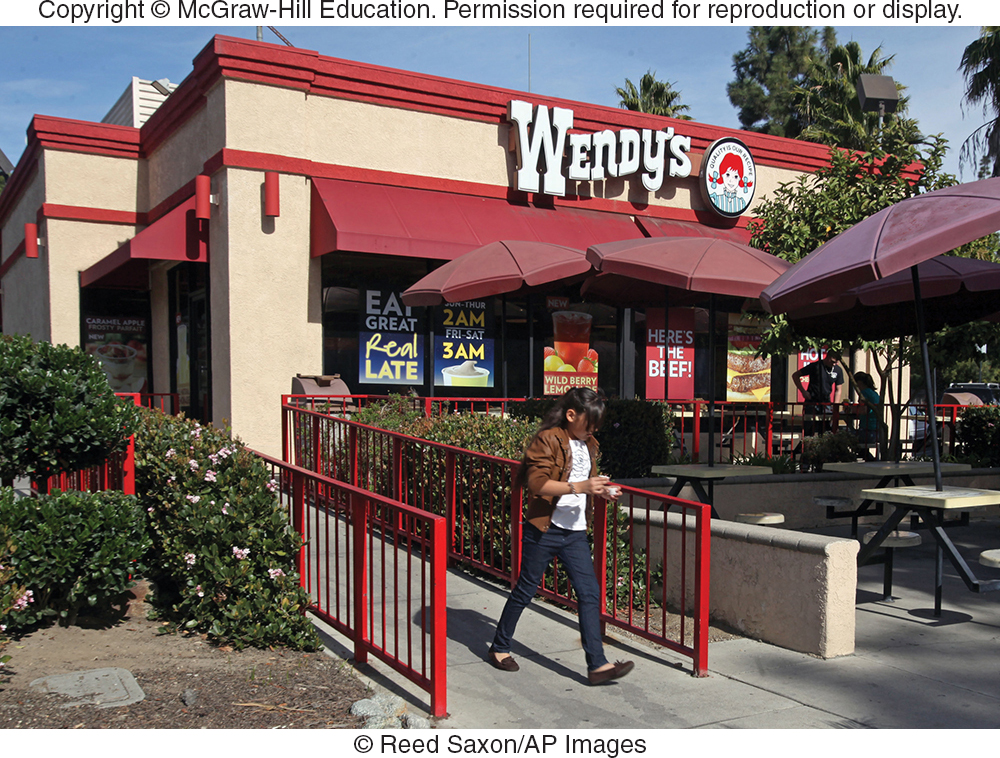 Copyright © McGraw-Hill Education. Permission required for reproduction or display.
WENDY'S
QUALITY IS OUR RECIPE
CARAMEL APPLE
FROSTY PARFAIT
EAT
GREAT
Real
LATE
SUN-THUR
2AM
FRI-SAT
3AM
NEW
WILD BERRY
LEMONADE
HERE'S
THE
BEEF!
HOT
© Reed Saxon/AP Images